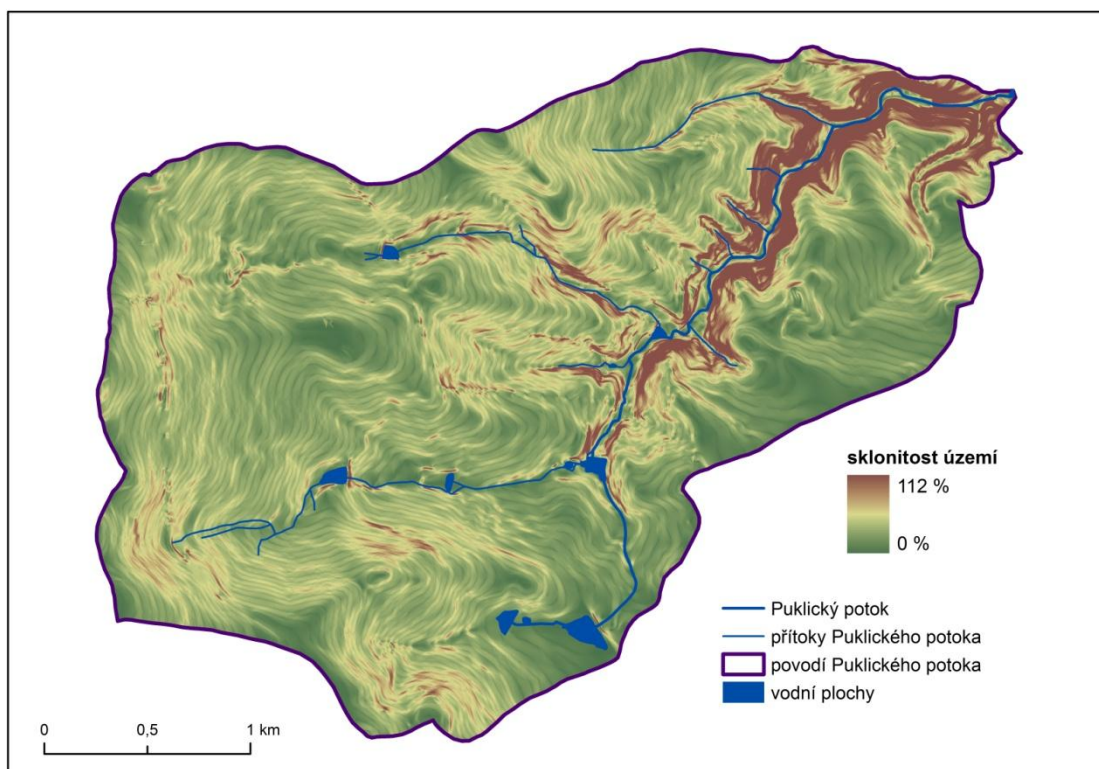 sklonitost území
112 %
0 %
Puklický potok
přítoky Puklického potoka
povodí Puklického potoka
vodní plochy
0 0,5 1 km